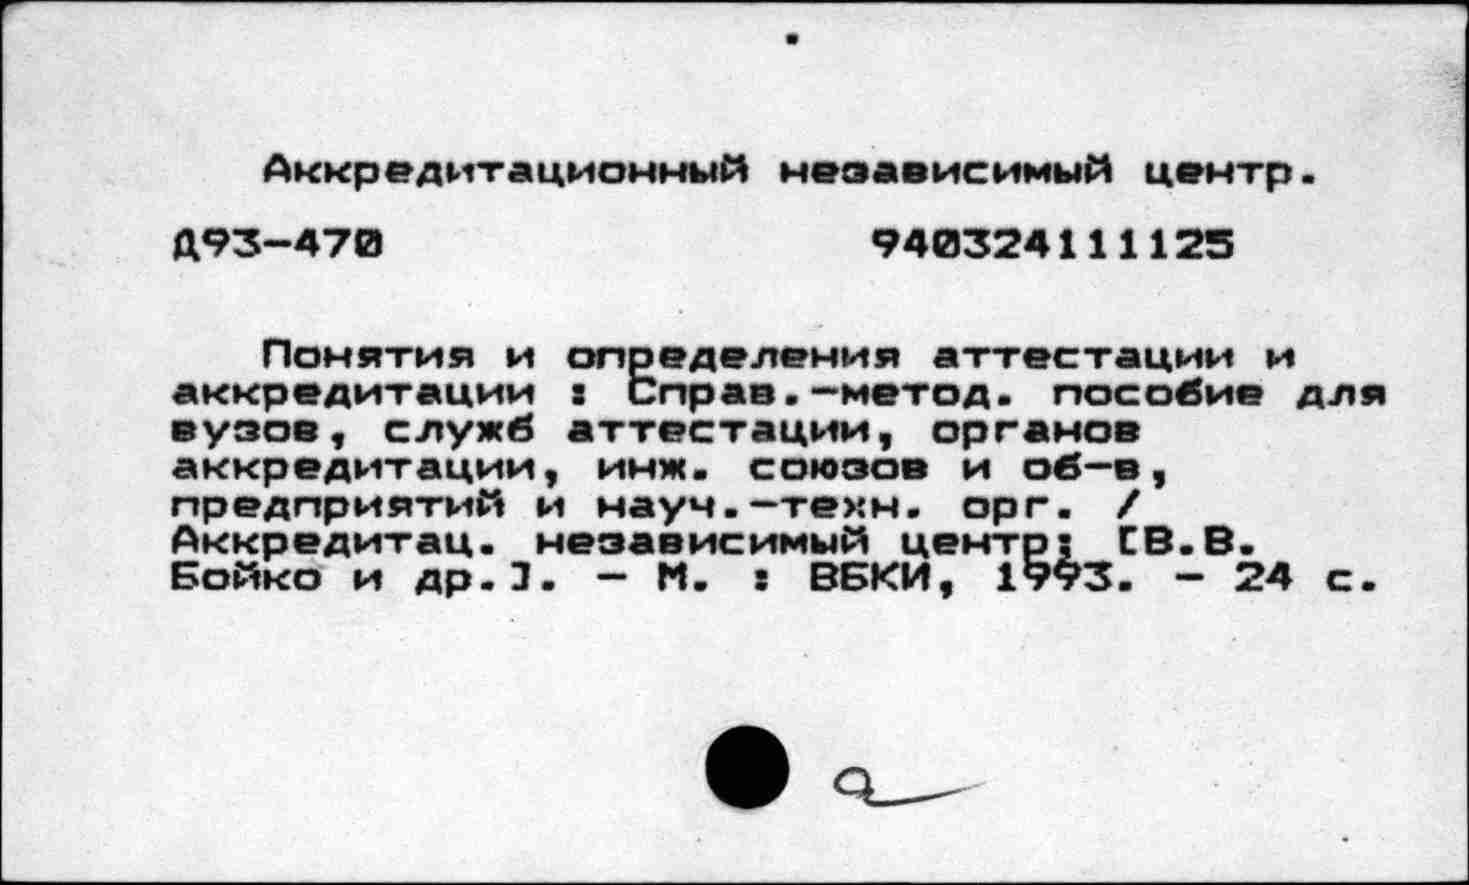 Аккредитационный независимый центр.
Д93-470 940324111125
Понятия и определения аттестации и
аккредитации : Справ.-метод. пособие для
вузов, служб аттестации, органов
аккредитации, инж. союзов и об-в,
предприятий и науч.-техн. орг. /
Аккредитац. независимый центр; [В.В.
Бойко и др.]. - М. : ВБКИ, 1993. - 24 с.